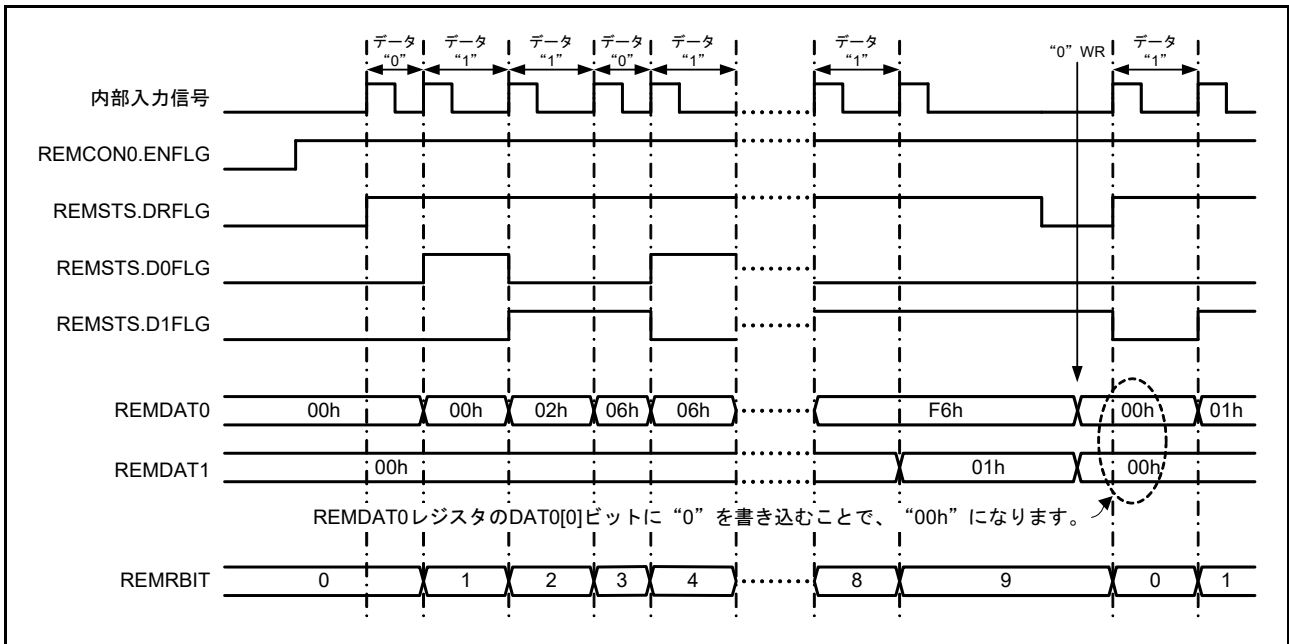 データ データ データ データ データ データ データ
“0” “1” “1” “0” “1” “1” “0” WR “1”
内部入力信号
REMCON0.ENFLG
REMSTS.DRFLG
REMSTS.D0FLG
REMSTS.D1FLG
REMDAT0 00h 00h 02h 06h 06h F6h 00h 01h
REMDAT1 00h 01h 00h
REMDAT0レジスタのDAT0[0]ビットに“0”を書き込むことで、“00h”になります。
REMRBIT 0 1 2 3 4 8 9 0 1